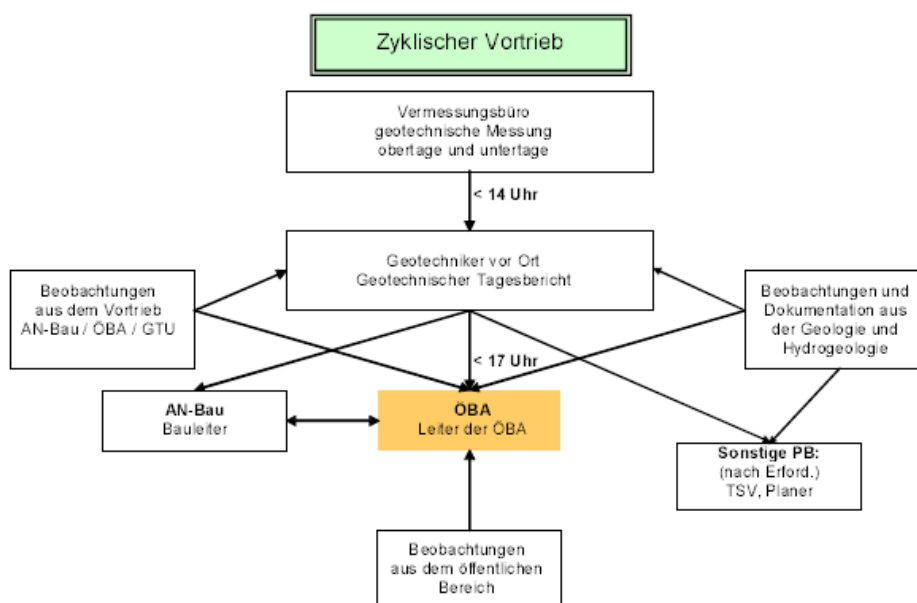 Zyklischer Vortrieb
Vermessungsbüro
geotechnische Messung
obertage und untertage
< 14 Uhr
Geotechniker vor Ort
Geotechnischer Tagesbericht
Beobachtungen
aus dem Vortrieb
AN-Bau / ÖBA / GTU
Beobachtungen und
Dokumentation aus
der Geologie und
Hydrogeologie
< 17 Uhr
AN-Bau
Bauleiter
ÖBA
Leiter der ÖBA
Sonstige PB:
(nach Erford.)
TSV, Planer
Beobachtungen
aus dem öffentlichen
Bereich